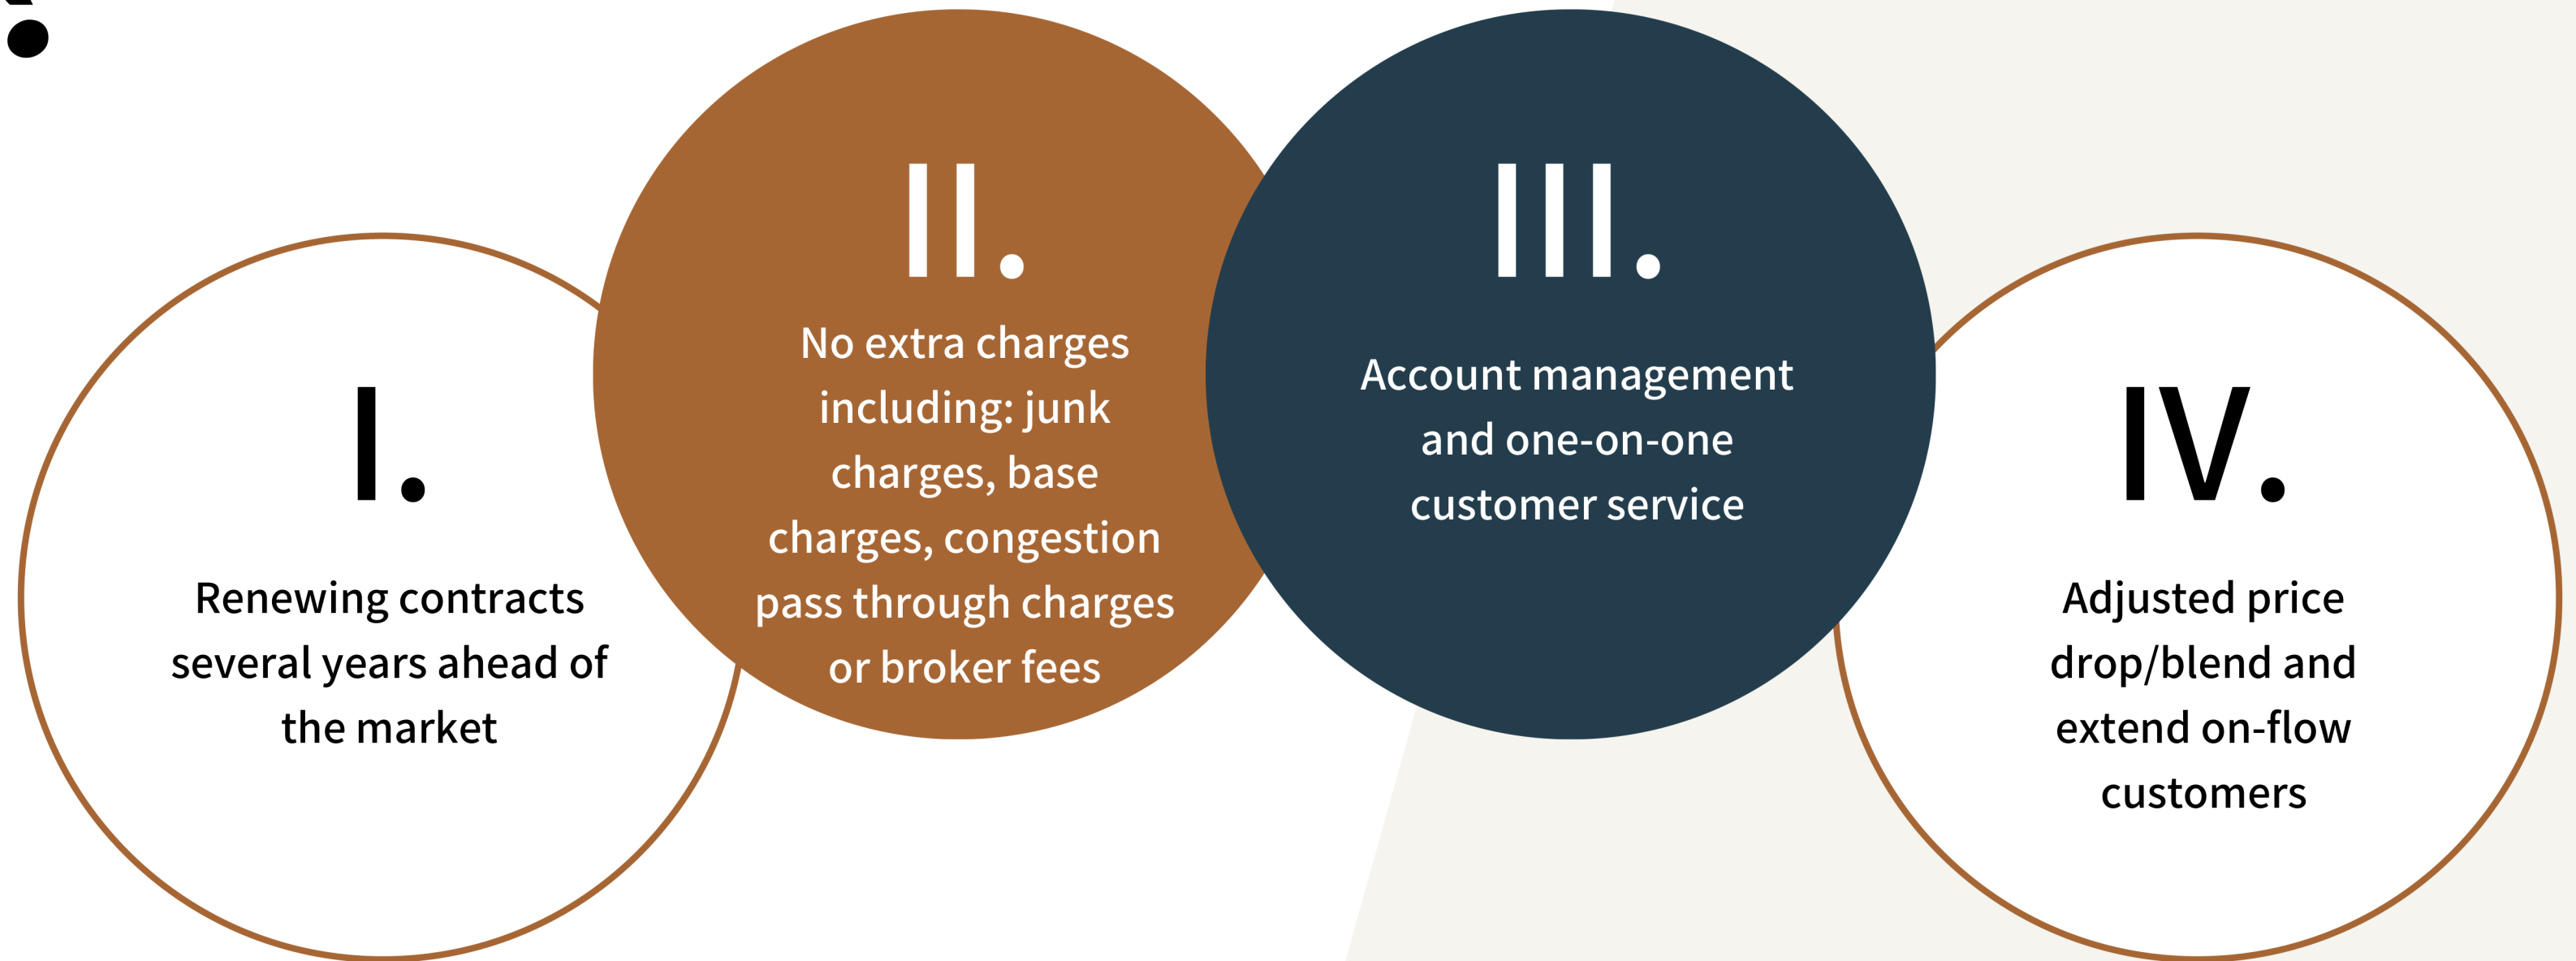 I.
Renewing contracts
several years ahead of
the market
II.
No extra charges
including: junk
charges, base
charges, congestion
pass through charges
or broker fees
III.
Account management
and one-on-one
customer service
IV.
Adjusted price
drop/blend and
extend on-flow
customers